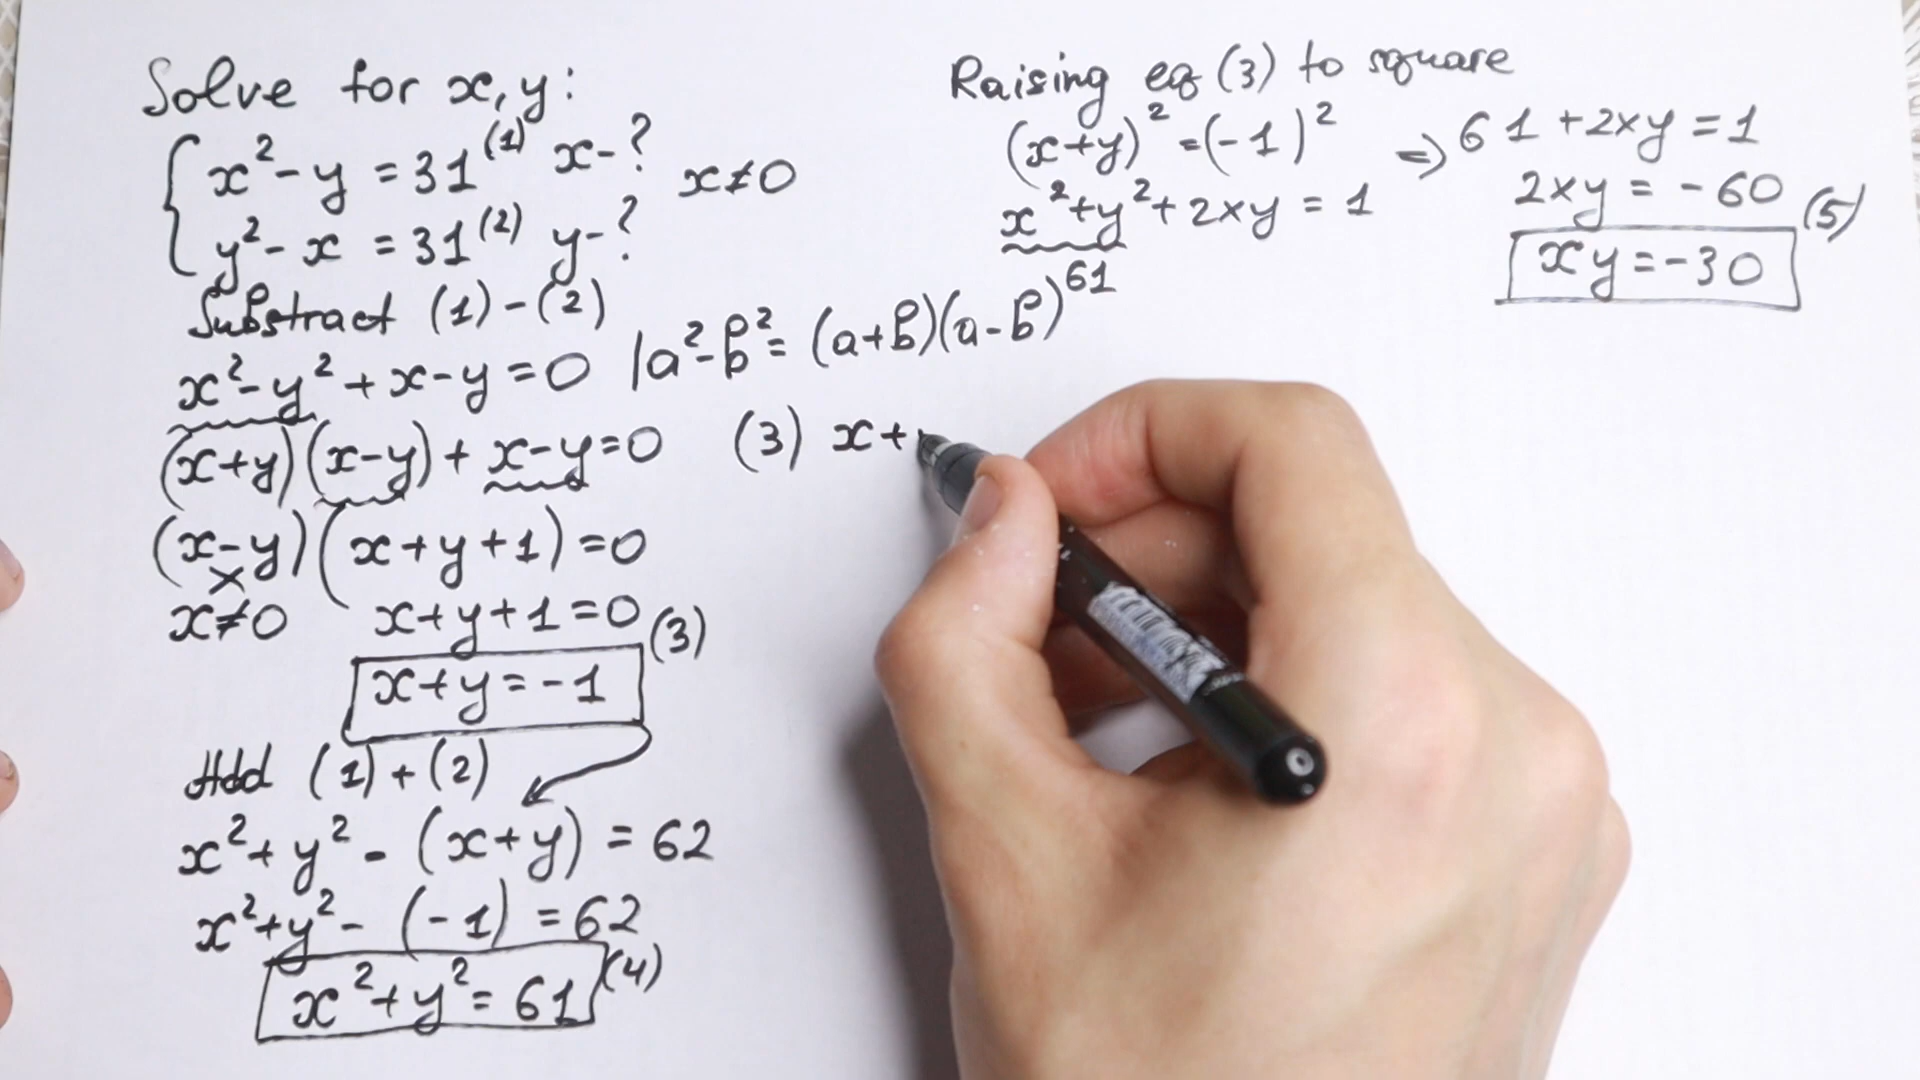 Solve for x, y:
x² - y = 31 (1) x - ? x ≠ 0
y² - x = 31 (2) y - ?
Substract (1) - (2)
x² - y² + x - y = 0 | a² - b² = (a+b)(a-b)
(x+y)(x-y) + x - y = 0
(x-y)(x+y+1) = 0
x
x ≠ 0 x + y + 1 = 0
x + y = -1 (3)
Add (1) + (2)
x² + y² - (x+y) = 62
x² + y² - (-1) = 62
x² + y² = 61 (4)
Raising eq (3) to square
(x+y)² = (-1)² => 61 + 2xy = 1
x² + y² + 2xy = 1
61
2xy = -60
xy = -30 (5)
(3) x +